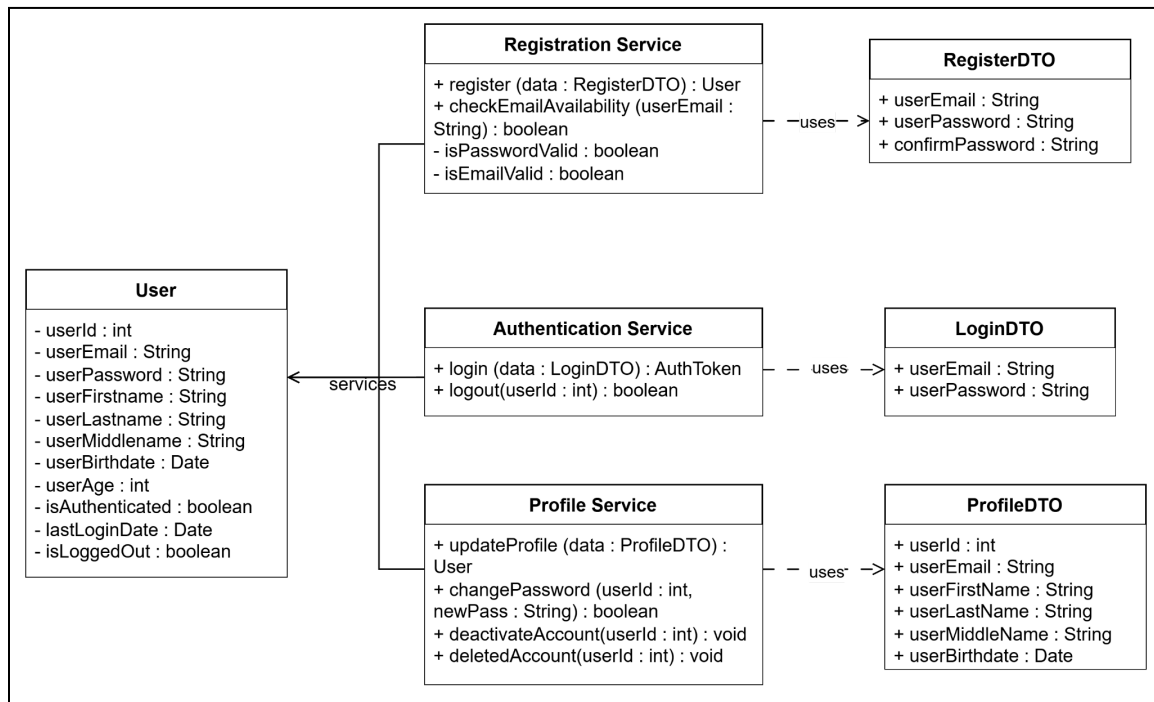 Registration Service
+ register (data : RegisterDTO) : User
+ checkEmailAvailability (userEmail :
String) : boolean
- isPasswordValid : boolean
- isEmailValid : boolean
uses
RegisterDTO
+ userEmail : String
+ userPassword : String
+ confirmPassword : String
User
- userId : int
- userEmail : String
- userPassword : String
- userFirstname : String
- userLastname : String
- userMiddlename : String
- userBirthdate : Date
- userAge : int
- isAuthenticated : boolean
- lastLoginDate : Date
- isLoggedOut : boolean
services
Authentication Service
+ login (data : LoginDTO) : AuthToken
+ logout(userId : int) : boolean
uses
LoginDTO
+ userEmail : String
+ userPassword : String
Profile Service
+ updateProfile (data : ProfileDTO) :
User
+ changePassword (userId : int,
newPass : String) : boolean
+ deactivateAccount(userId : int) : void
+ deletedAccount(userId : int) : void
uses
ProfileDTO
+ userId : int
+ userEmail : String
+ userFirstName : String
+ userLastName : String
+ userMiddleName : String
+ userBirthdate : Date